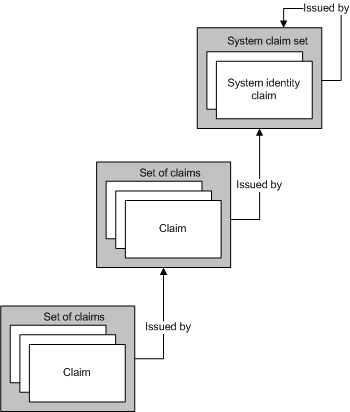 Issued by
System claim set
System identity
claim
Set of claims
Issued by
Claim
Set of claims
Issued by
Claim